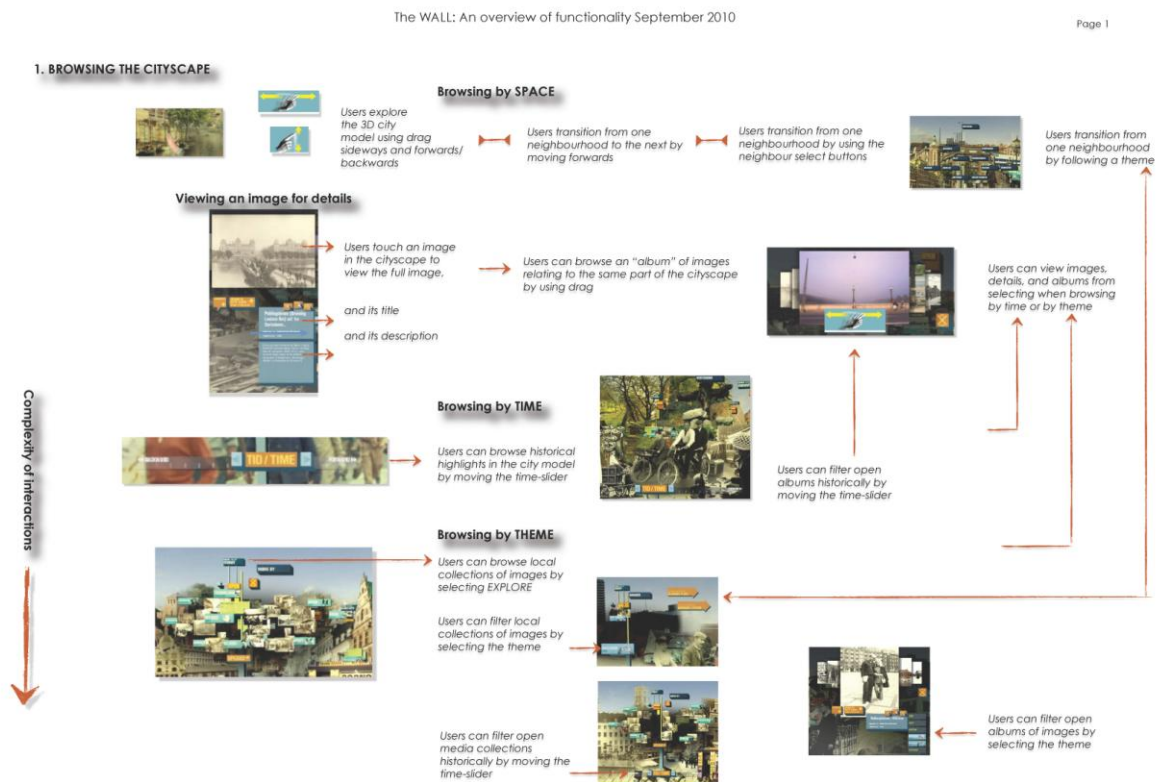 The WALL: An overview of functionality September 2010
Page 1
1. BROWSING THE CITYSCAPE
Browsing by SPACE
Users explore
the 3D city
model using drag
sideways and forwards/
backwards
Users transition from one
neighbourhood to the next by
moving forwards
Users transition from one
neighbourhood by using the
neighbour select buttons
Users transition from
one neighbourhood
by following a theme
Viewing an image for details
Users touch an image
in the cityscape to
view the full image,
and its title
and its description
Users can browse an “album” of images
relating to the same part of the cityscape
by using drag
Users can view images,
details, and albums from
selecting when browsing
by time or by theme
Complexity of interactions
Browsing by TIME
TID / TIME
Users can browse historical
highlights in the city model
by moving the time-slider
TID / TIME
Users can filter open
albums historically by
moving the time-slider
Browsing by THEME
Users can browse local
collections of images by
selecting EXPLORE
Users can filter local
collections of images by
selecting the theme
Users can filter open
media collections
historically by moving the
time-slider
Users can filter open
albums of images by
selecting the theme